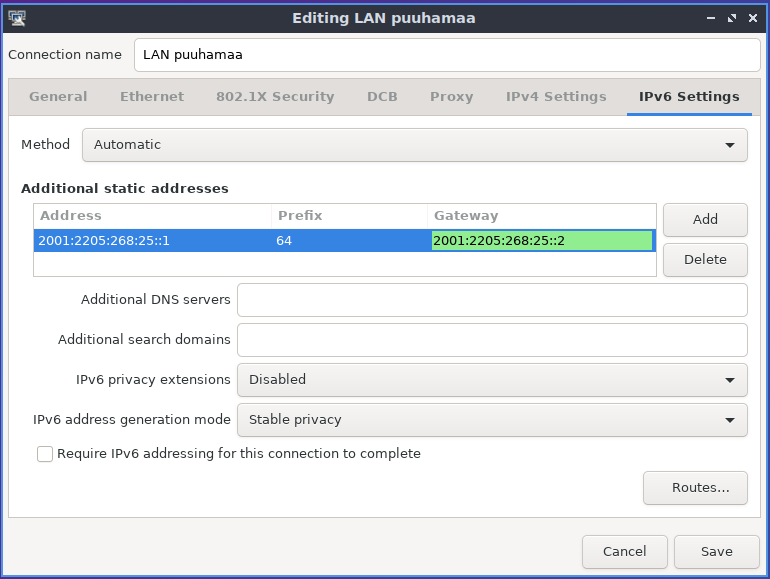 Editing LAN puuhamaa
Connection name LAN puuhamaa
General Ethernet 802.1X Security DCB Proxy IPv4 Settings IPv6 Settings
Method Automatic
Additional static addresses
Address Prefix Gateway
2001:2205:268:25::1 64 2001:2205:268:25::2
Add
Delete
Additional DNS servers
Additional search domains
IPv6 privacy extensions Disabled
IPv6 address generation mode Stable privacy
Require IPv6 addressing for this connection to complete
Routes...
Cancel Save